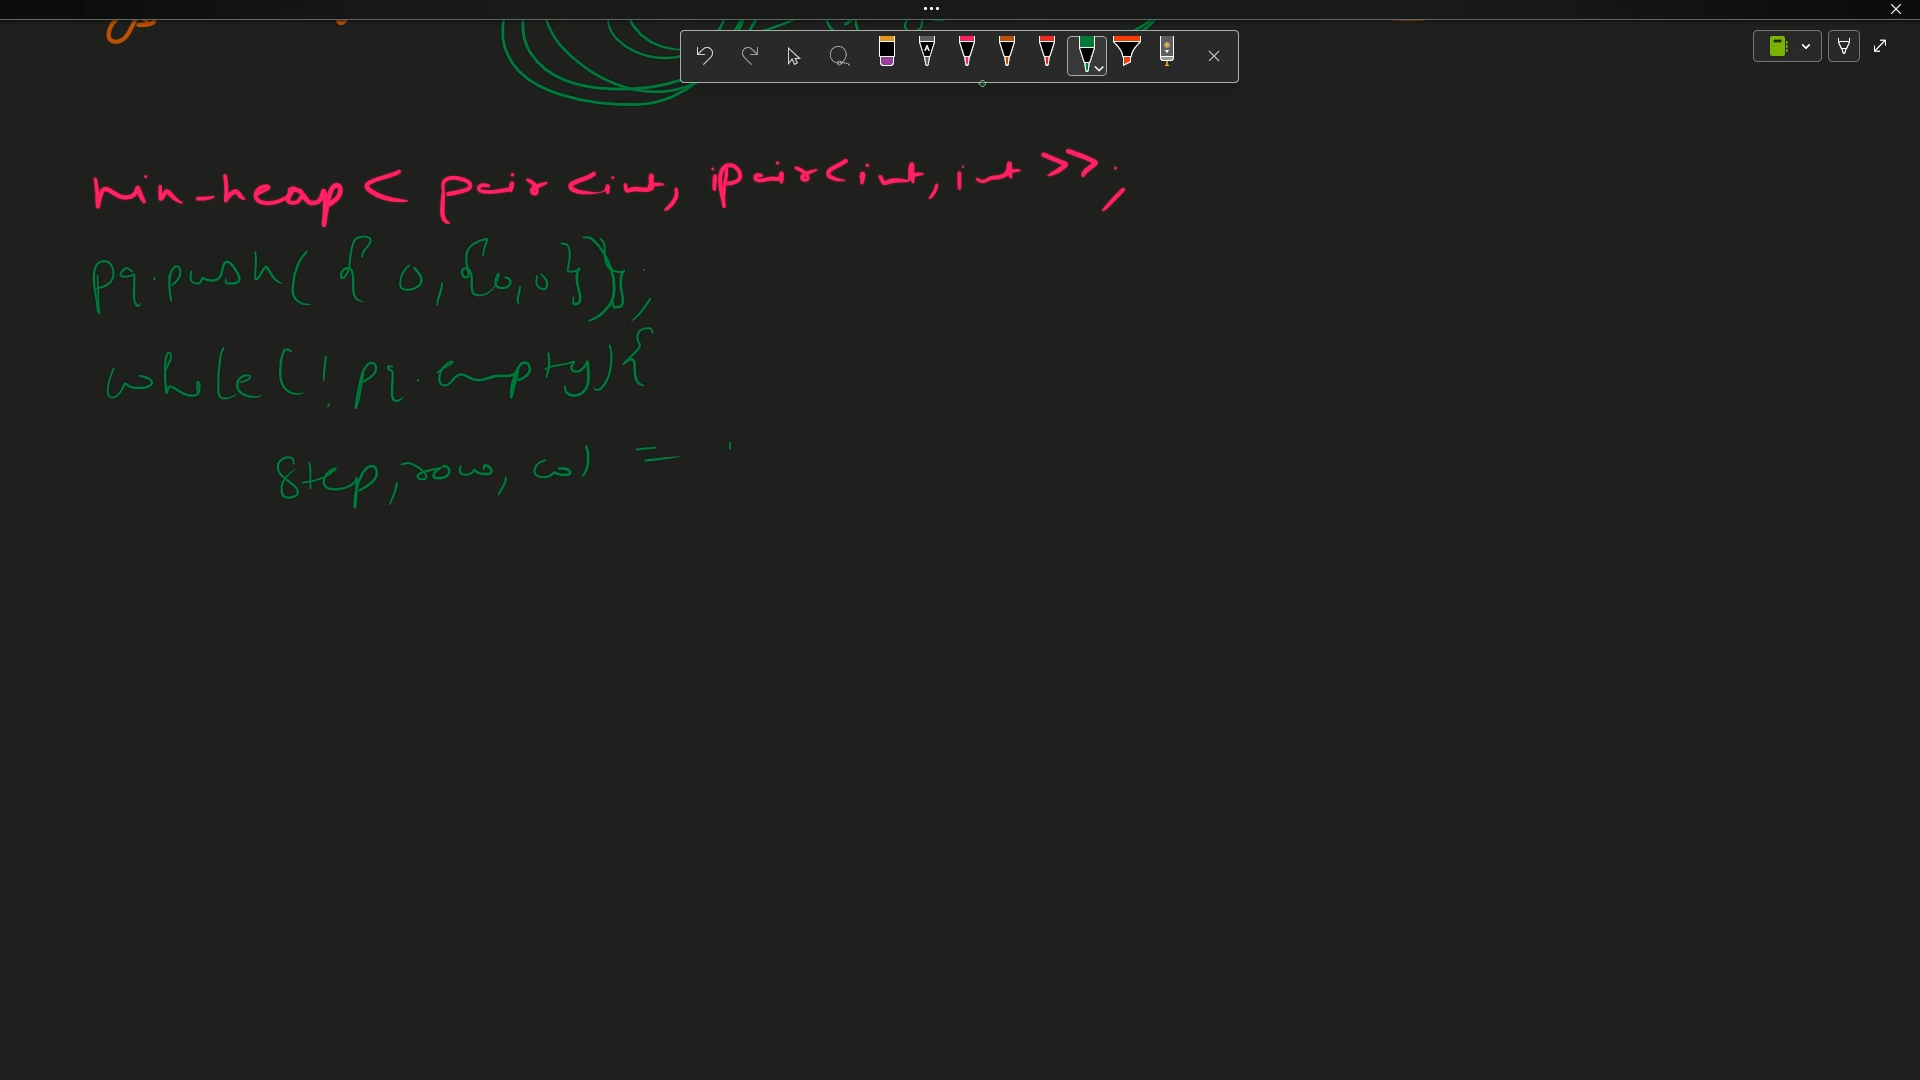 min-heap < pair <int, pair<int, int >>;
pq.push( { 0, {0,0}});
while ( ! pq.empty) {
step, row, col =